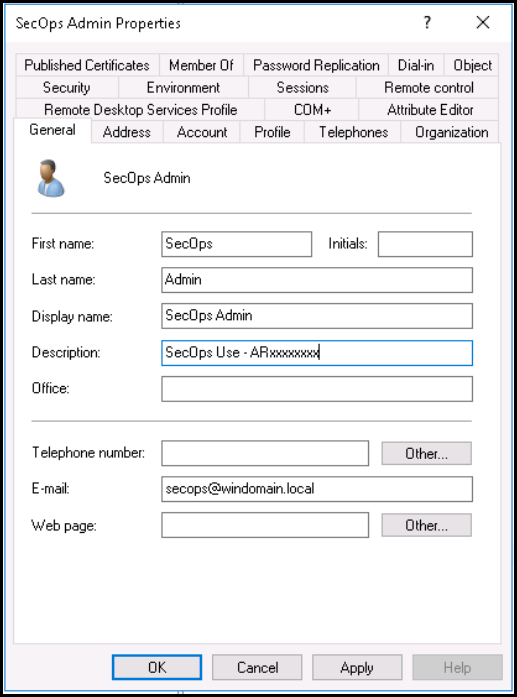 SecOps Admin Properties ?
Published Certificates Member Of Password Replication Dial-in Object
Security Environment Sessions Remote control
Remote Desktop Services Profile COM+ Attribute Editor
General Address Account Profile Telephones Organization
SecOps Admin
First name: SecOps Initials:
Last name: Admin
Display name: SecOps Admin
Description: SecOps Use - ARxxxxxxxx
Office:
Telephone number: Other...
E-mail: secops@windomain.local
Web page: Other...
OK Cancel Apply Help